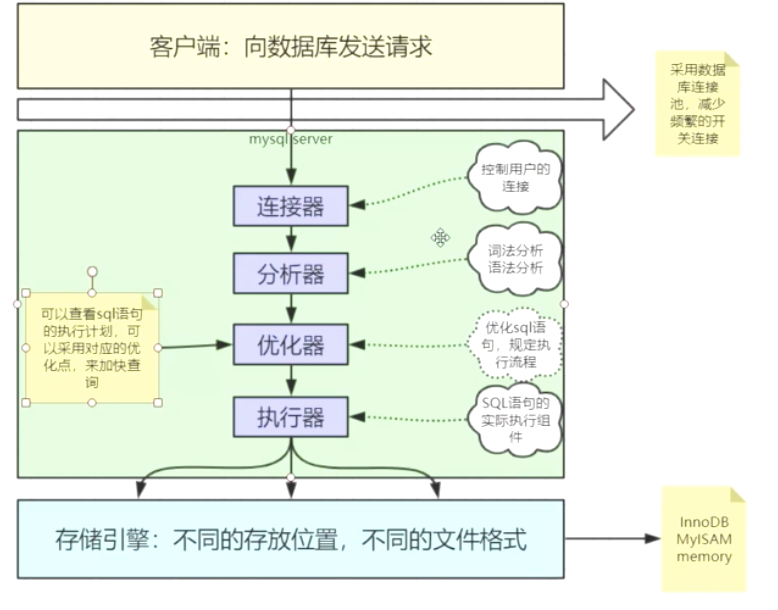 客户端：向数据库发送请求
采用数据
库连接
池，减少
频繁的开
关连接
mysql server
控制用户的
连接
连接器
词法分析
语法分析
分析器
可以查看sql语句
的执行计划，可
以采用对应的优
化点，来加快查
询
优化sql语
句，规定执
行流程
优化器
SQL语句的
实际执行组
件
执行器
存储引擎：不同的存放位置，不同的文件格式
InnoDB
MyISAM
memory